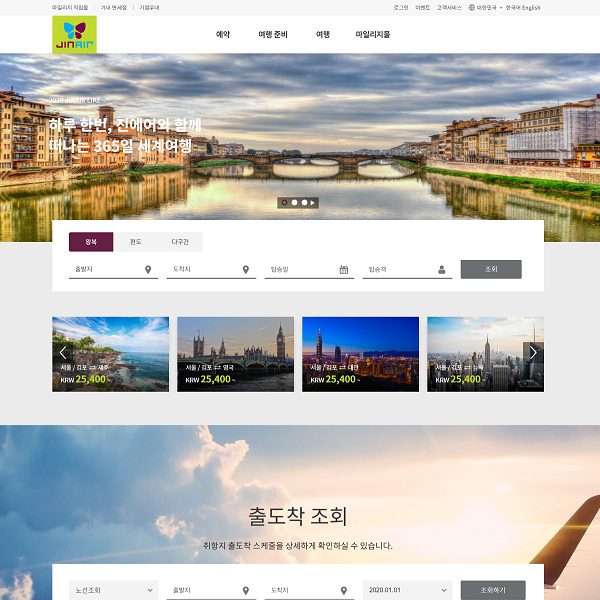 마일리지 적립몰 | 기내 면세점 | 기업우대
로그인 이벤트 고객서비스 대한민국 한국어 English
JINAIR
예약 여행 준비 여행 마일리지몰
2020 JINAIR LIKE
하루 한번, 진에어와 함께
떠나는 365일 세계여행
왕복 편도 다구간
출발지 도착지 탑승일 탑승객 조회
서울 / 김포 ⇄ 제주
KRW 25,400 ~
서울 / 김포 ⇄ 영국
KRW 25,400 ~
서울 / 김포 ⇄ 대만
KRW 25,400 ~
서울 / 김포 ⇄ 뉴욕
KRW 25,400 ~
출도착 조회
취항지 출도착 스케줄을 상세하게 확인하실 수 있습니다.
노선조회 출발지 도착지 2020.01.01 조회하기